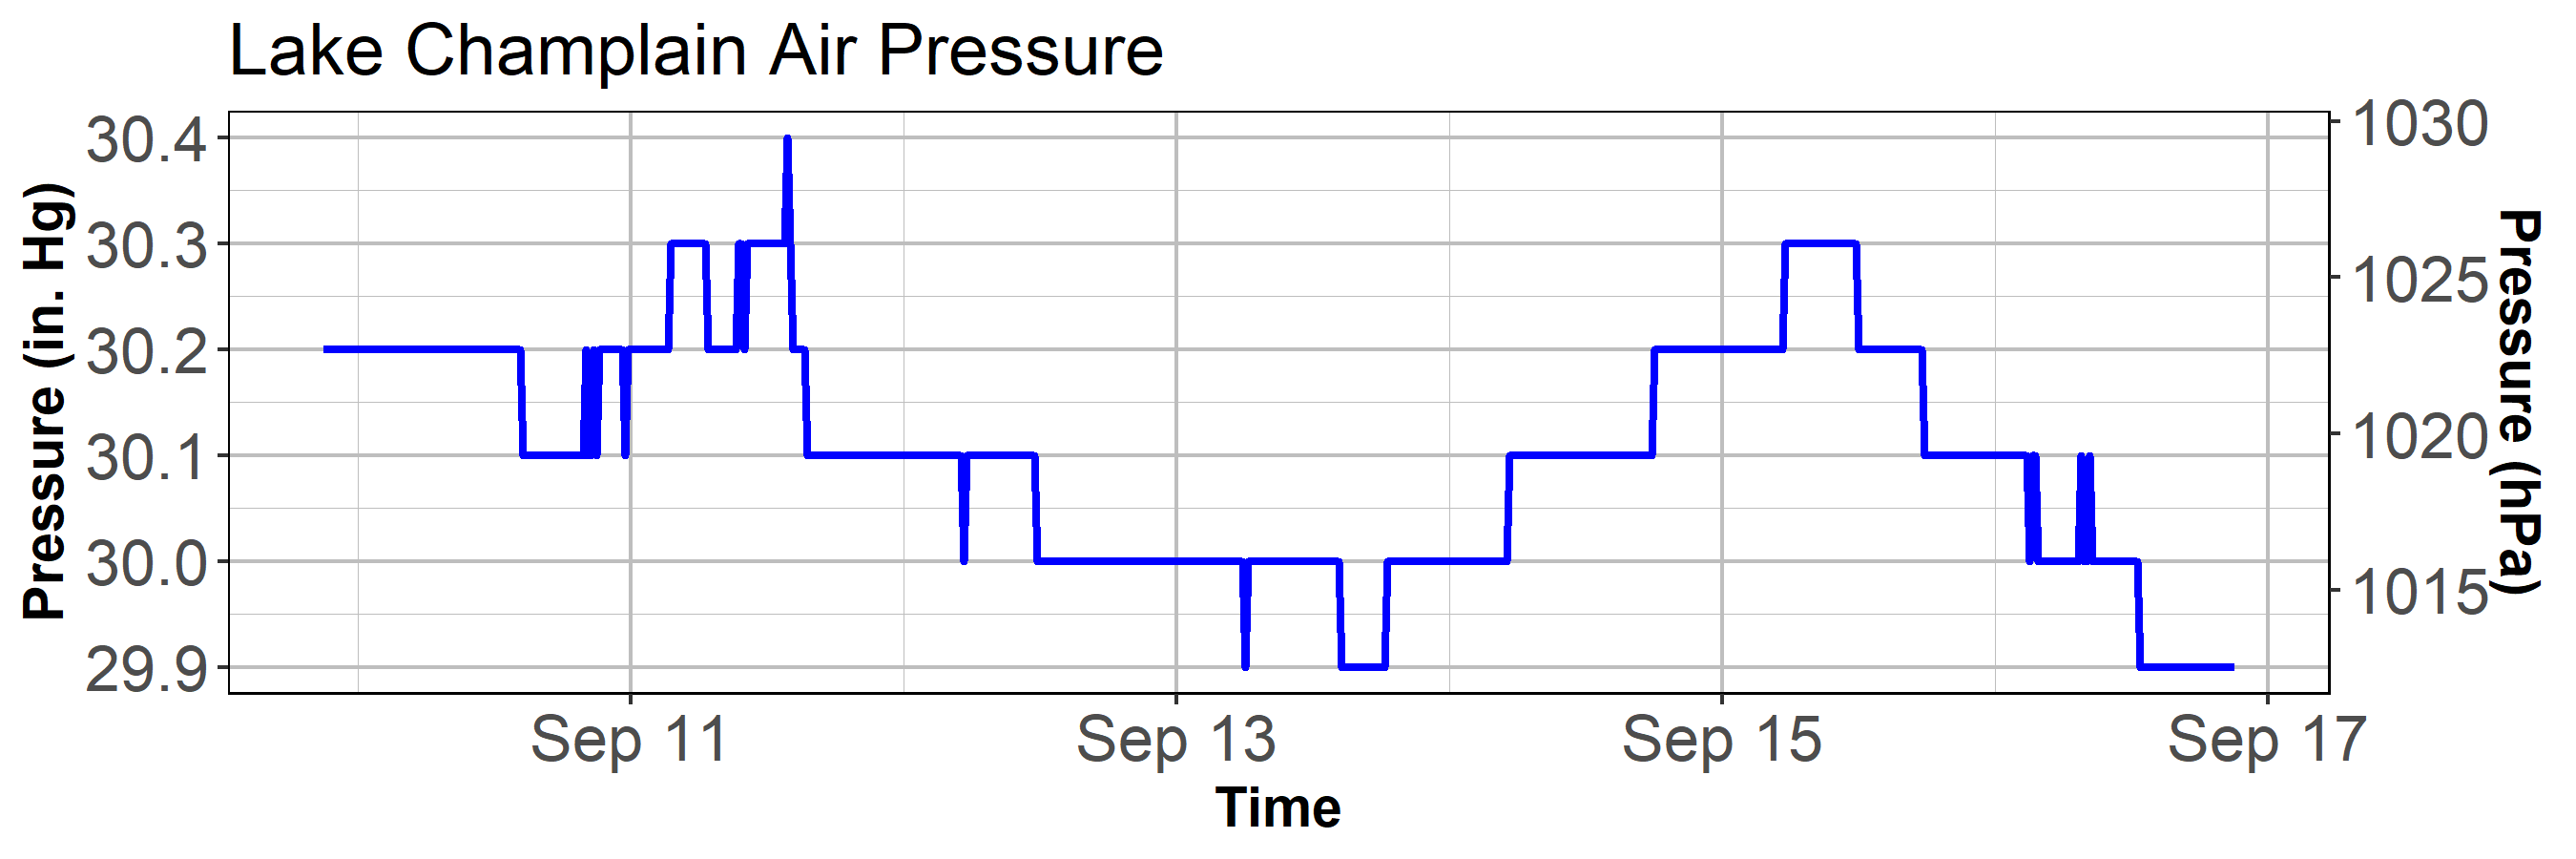 Lake Champlain Air Pressure
Pressure (in. Hg)
30.4
30.3
30.2
30.1
30.0
29.9
1030
1025
1020
1015
Pressure (hPa)
Sep 11
Sep 13
Sep 15
Sep 17
Time